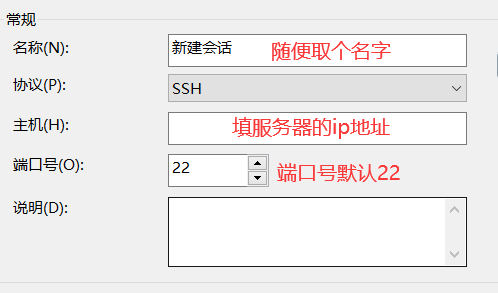 常规
名称(N): 新建会话 随便取个名字
协议(P): SSH
主机(H): 填服务器的ip地址
端口号(O): 22 端口号默认22
说明(D):